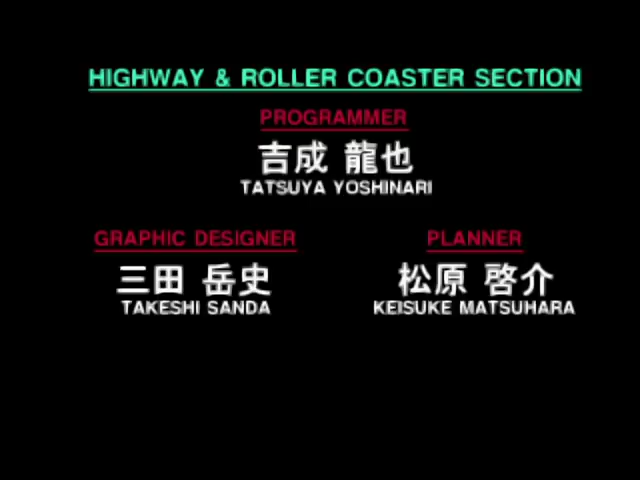 HIGHWAY & ROLLER COASTER SECTION
PROGRAMMER
吉成 龍也
TATSUYA YOSHINARI
GRAPHIC DESIGNER
三田 岳史
TAKESHI SANDA
PLANNER
松原 啓介
KEISUKE MATSUHARA